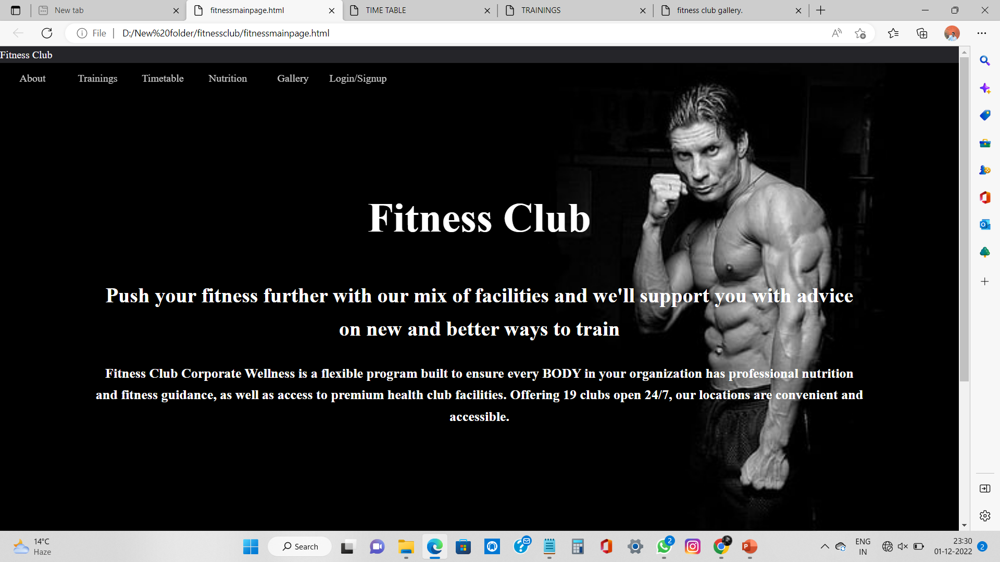 New tab
fitnessmainpage.html
TIME TABLE
TRAININGS
fitness club gallery.
File
D:/New%20folder/fitnessclub/fitnessmainpage.html
Fitness Club
About Trainings Timetable Nutrition Gallery Login/Signup
Fitness Club
Push your fitness further with our mix of facilities and we'll support you with advice
on new and better ways to train
Fitness Club Corporate Wellness is a flexible program built to ensure every BODY in your organization has professional nutrition
and fitness guidance, as well as access to premium health club facilities. Offering 19 clubs open 24/7, our locations are convenient and
accessible.
14°C
Haze
Search
2
ENG
IN
23:30
01-12-2022
2